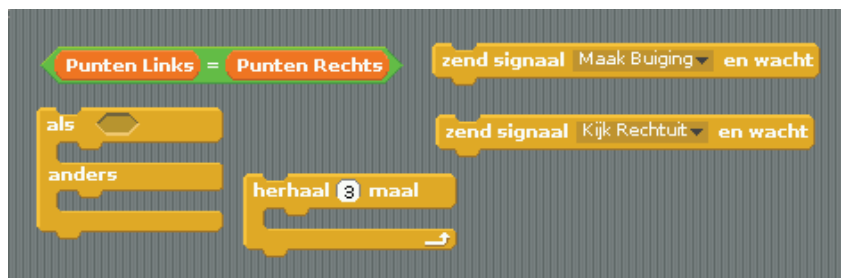 Punten Links = Punten Rechts
zend signaal Maak Buiging en wacht
als
zend signaal Kijk Rechtuit en wacht
anders
herhaal 3 maal